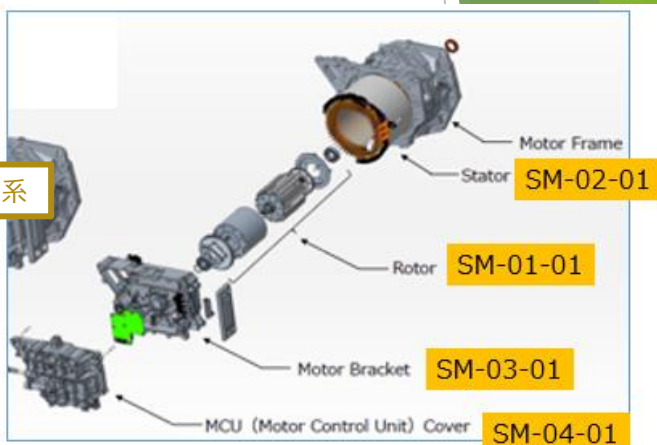 Motor Frame
Stator SM-02-01
系
Rotor SM-01-01
Motor Bracket SM-03-01
MCU (Motor Control Unit) Cover SM-04-01